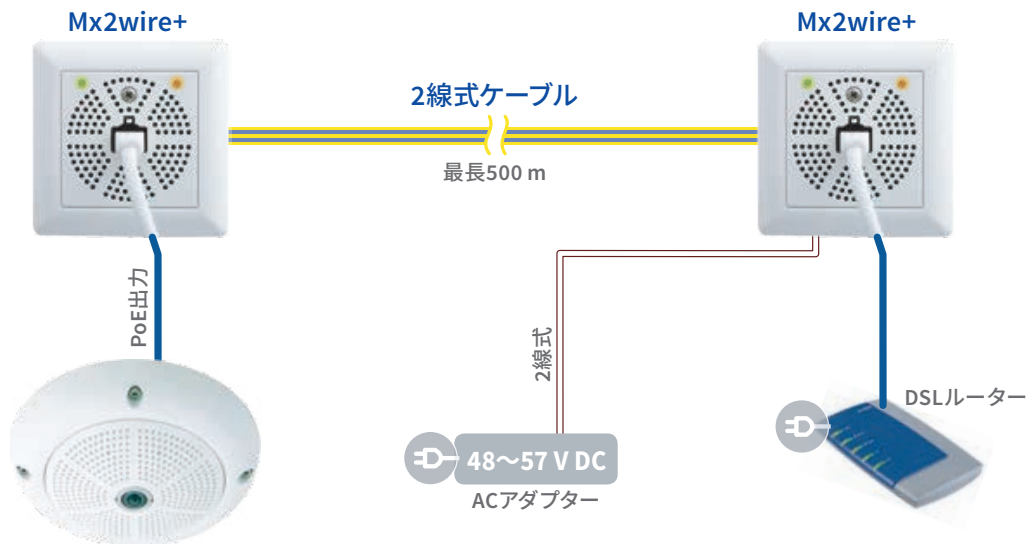 Mx2wire+
Mx2wire+
2線式ケーブル
最長500 m
PoE出力
2線式
DSLルーター
48～57 V DC
ACアダプター